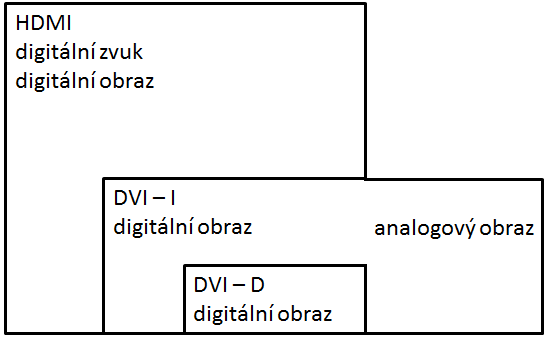 HDMI
digitální zvuk
digitální obraz
DVI – I
digitální obraz
analogový obraz
DVI – D
digitální obraz